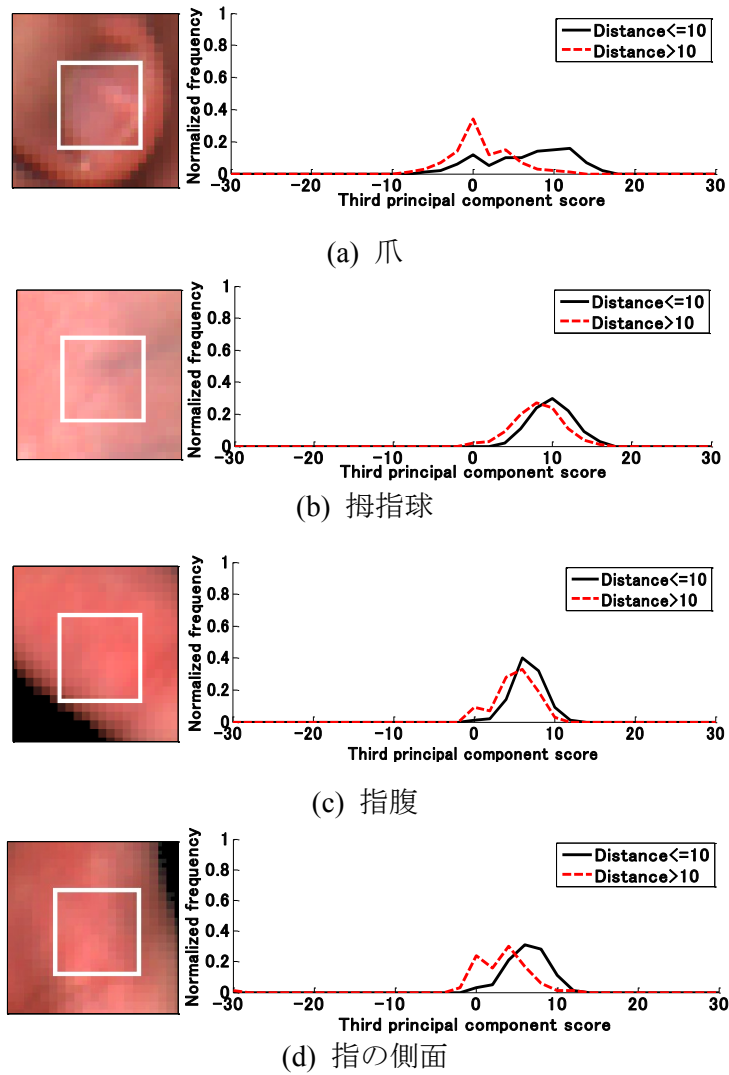 Normalized frequency
1
0.8
0.6
0.4
0.2
0
Distance<=10
Distance>10
-30 -20 -10 0 10 20 30
Third principal component score
(a) 爪
Normalized frequency
1
0.8
0.6
0.4
0.2
0
Distance<=10
Distance>10
-30 -20 -10 0 10 20 30
Third principal component score
(b) 拇指球
Normalized frequency
1
0.8
0.6
0.4
0.2
0
Distance<=10
Distance>10
-30 -20 -10 0 10 20 30
Third principal component score
(c) 指腹
Normalized frequency
1
0.8
0.6
0.4
0.2
0
Distance<=10
Distance>10
-30 -20 -10 0 10 20 30
Third principal component score
(d) 指の側面